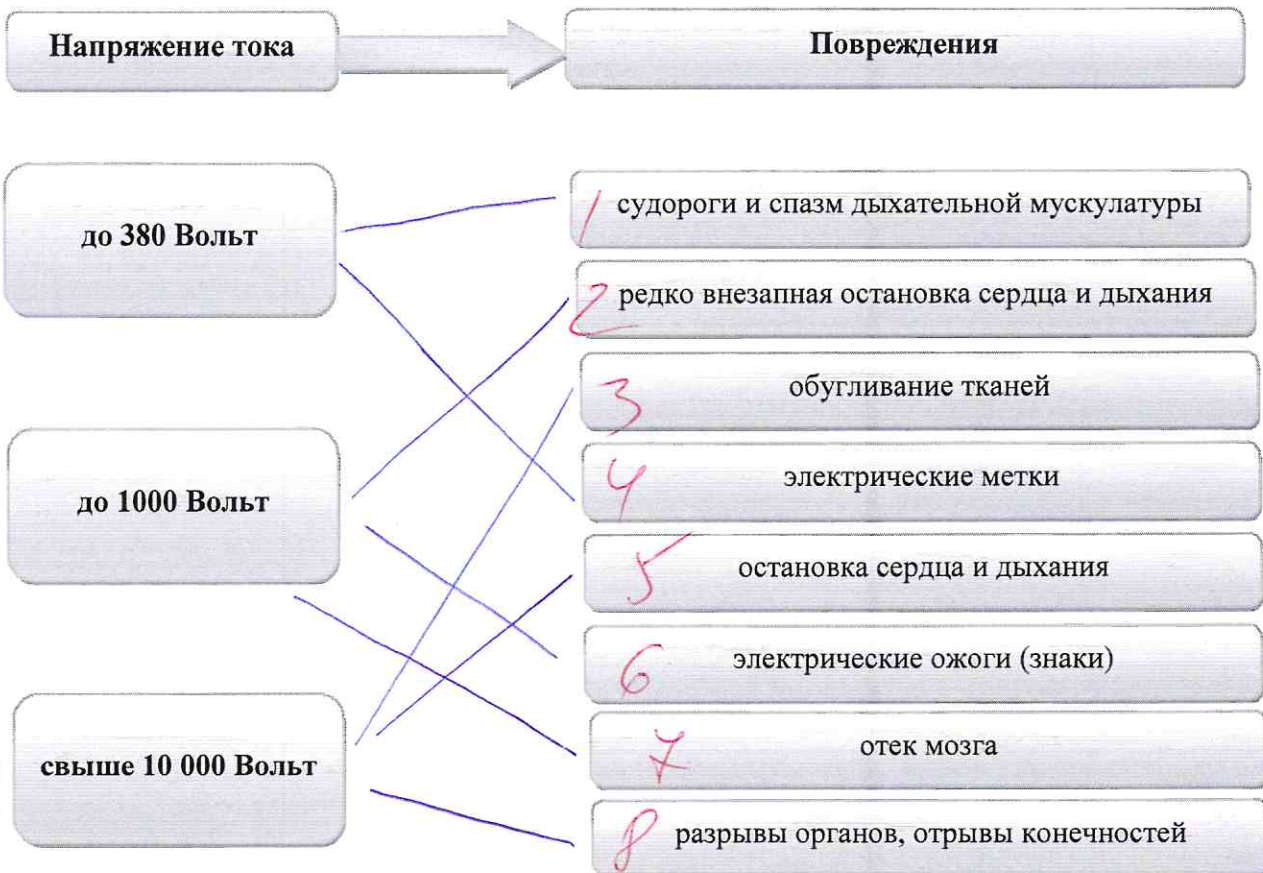 Напряжение тока
Повреждения
до 380 Вольт
1 судороги и спазм дыхательной мускулатуры
2 редко внезапная остановка сердца и дыхания
3 обугливание тканей
до 1000 Вольт
4 электрические метки
5 остановка сердца и дыхания
6 электрические ожоги (знаки)
свыше 10 000 Вольт
7 отек мозга
8 разрывы органов, отрывы конечностей